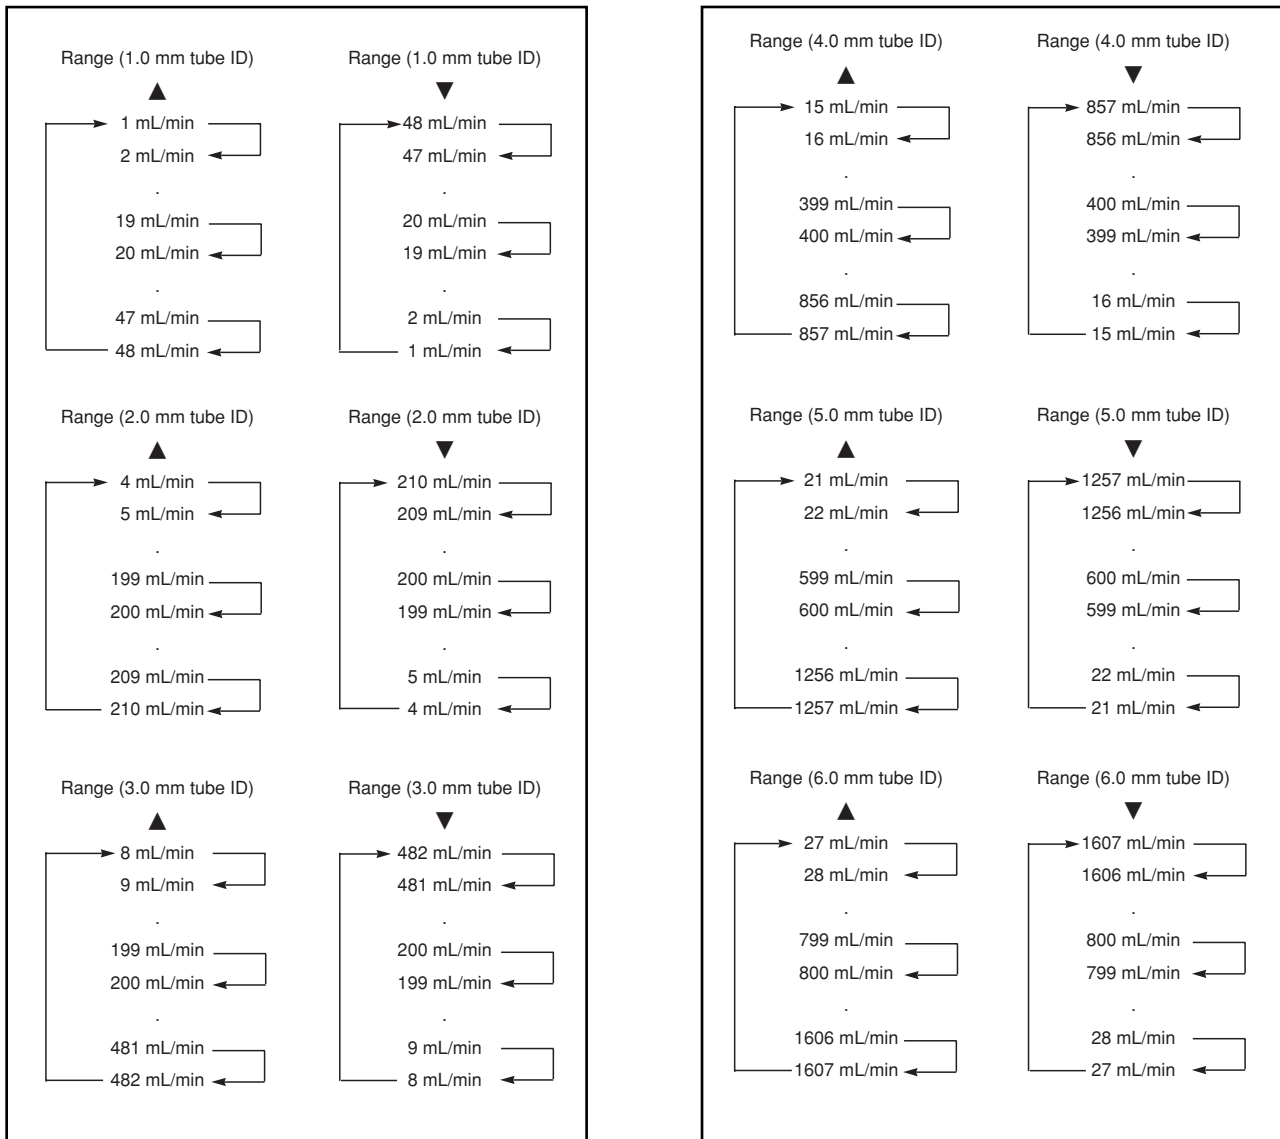 Range (1.0 mm tube ID)
▲
1 mL/min
2 mL/min
.
19 mL/min
20 mL/min
.
47 mL/min
48 mL/min
Range (1.0 mm tube ID)
▼
48 mL/min
47 mL/min
.
20 mL/min
19 mL/min
.
2 mL/min
1 mL/min
Range (2.0 mm tube ID)
▲
4 mL/min
5 mL/min
.
199 mL/min
200 mL/min
.
209 mL/min
210 mL/min
Range (2.0 mm tube ID)
▼
210 mL/min
209 mL/min
.
200 mL/min
199 mL/min
.
5 mL/min
4 mL/min
Range (3.0 mm tube ID)
▲
8 mL/min
9 mL/min
.
199 mL/min
200 mL/min
.
481 mL/min
482 mL/min
Range (3.0 mm tube ID)
▼
482 mL/min
481 mL/min
.
200 mL/min
199 mL/min
.
9 mL/min
8 mL/min
Range (4.0 mm tube ID)
▲
15 mL/min
16 mL/min
.
399 mL/min
400 mL/min
.
856 mL/min
857 mL/min
Range (4.0 mm tube ID)
▼
857 mL/min
856 mL/min
.
400 mL/min
399 mL/min
.
16 mL/min
15 mL/min
Range (5.0 mm tube ID)
▲
21 mL/min
22 mL/min
.
599 mL/min
600 mL/min
.
1256 mL/min
1257 mL/min
Range (5.0 mm tube ID)
▼
1257 mL/min
1256 mL/min
.
600 mL/min
599 mL/min
.
22 mL/min
21 mL/min
Range (6.0 mm tube ID)
▲
27 mL/min
28 mL/min
.
799 mL/min
800 mL/min
.
1606 mL/min
1607 mL/min
Range (6.0 mm tube ID)
▼
1607 mL/min
1606 mL/min
.
800 mL/min
799 mL/min
.
28 mL/min
27 mL/min